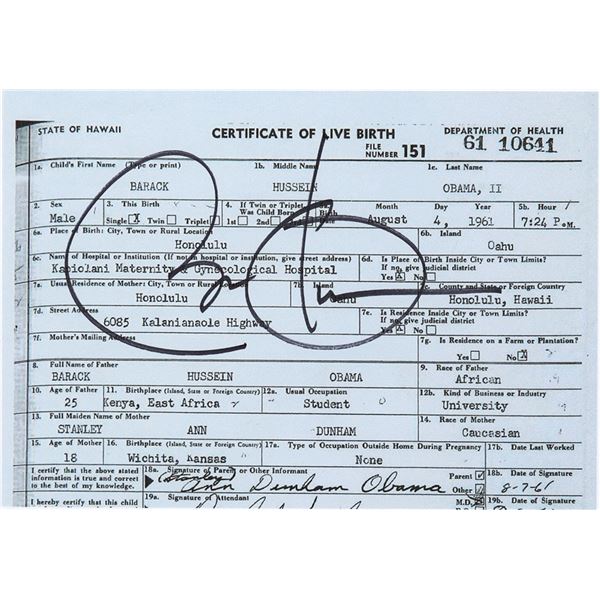 STATE OF HAWAII CERTIFICATE OF LIVE BIRTH DEPARTMENT OF HEALTH
FILE NUMBER 151 61 10641
1a. Child's First Name (Type or print) 1b. Middle Name 1c. Last Name
BARACK HUSSEIN OBAMA, II
2. Sex 3. This Birth 4. If Twin or Triplet, Was Child Born Birth Month Day Year 5b. Hour
Male Single X Twin Triplet 1st 2nd 3rd August 4, 1961 7:24 P.M.
6a. Place of Birth: City, Town or Rural Location 6b. Island
Honolulu Oahu
6c. Name of Hospital or Institution (If not in hospital or institution, give street address) 6d. Is Place of Birth Inside City or Town Limits? If no, give judicial district
Kapiolani Maternity & Gynecological Hospital Yes X No
7a. Usual Residence of Mother: City, Town or Rural Location 7b. Island 7c. County and State or Foreign Country
Honolulu Oahu Honolulu, Hawaii
7d. Street Address 7e. Is Residence Inside City or Town Limits? If no, give judicial district
6085 Kalanianaole Highway Yes X No
7f. Mother's Mailing Address 7g. Is Residence on a Farm or Plantation?
Yes No X
8. Full Name of Father 9. Race of Father
BARACK HUSSEIN OBAMA African
10. Age of Father 11. Birthplace (Island, State or Foreign Country) 12a. Usual Occupation 12b. Kind of Business or Industry
25 Kenya, East Africa Student University
13. Full Maiden Name of Mother 14. Race of Mother
STANLEY ANN DUNHAM Caucasian
15. Age of Mother 16. Birthplace (Island, State or Foreign Country) 17a. Type of Occupation Outside Home During Pregnancy 17b. Date Last Worked
18 Wichita, Kansas None
I certify that the above stated information is true and correct to the best of my knowledge. 18a. Signature of Parent or Other Informant Parent Other 18b. Date of Signature
(Stanley) Ann Dunham Obama 8-7-61
I hereby certify that this child 19a. Signature of Attendant M.D. 19b. Date of Signature